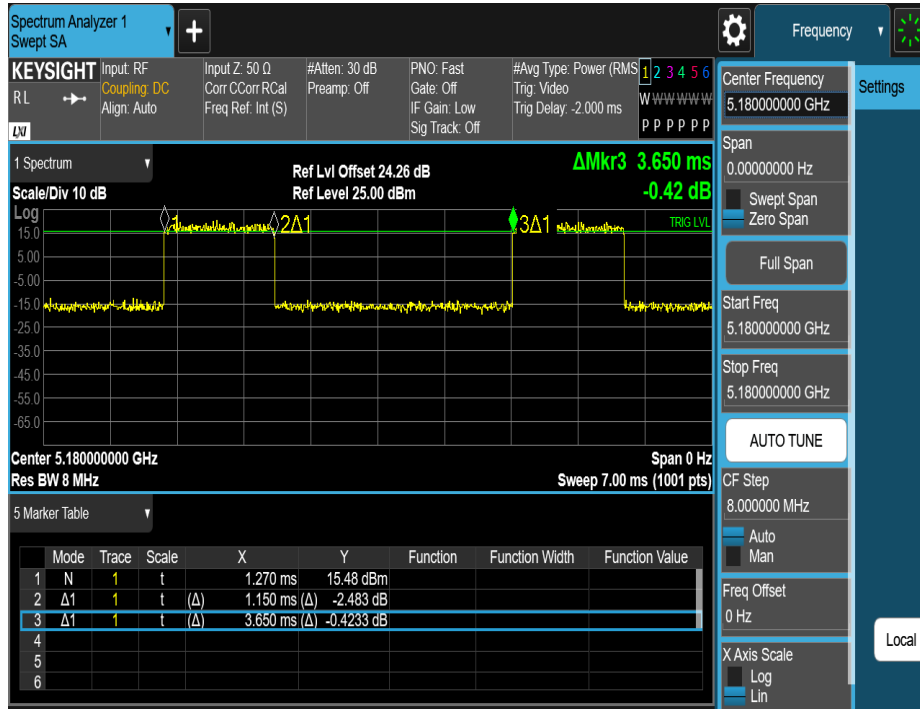 Spectrum Analyzer 1
Swept SA
+
Frequency
KEYSIGHT
R L
LXI
Input: RF
Coupling: DC
Align: Auto
Input Z: 50 Ω
Corr CCorr RCal
Freq Ref: Int (S)
#Atten: 30 dB
Preamp: Off
PNO: Fast
Gate: Off
IF Gain: Low
Sig Track: Off
#Avg Type: Power (RMS
Trig: Video
Trig Delay: -2.000 ms
1 2 3 4 5 6
W W W W W W
P P P P P P
Center Frequency
5.180000000 GHz
Settings
Span
0.00000000 Hz
Swept Span
Zero Span
Full Span
Start Freq
5.180000000 GHz
Stop Freq
5.180000000 GHz
AUTO TUNE
CF Step
8.000000 MHz
Auto
Man
Freq Offset
0 Hz
X Axis Scale
Log
Lin
Local
1 Spectrum
Scale/Div 10 dB
Ref Lvl Offset 24.26 dB
Ref Level 25.00 dBm
ΔMkr3 3.650 ms
-0.42 dB
Log
15.0
5.00
-5.00
-15.0
-25.0
-35.0
-45.0
-55.0
-65.0
1
2Δ1
3Δ1
TRIG LVL
Center 5.180000000 GHz
Span 0 Hz
Res BW 8 MHz
Sweep 7.00 ms (1001 pts)
5 Marker Table
Mode Trace Scale X Y Function Function Width Function Value
1 N 1 t 1.270 ms 15.48 dBm
2 Δ1 1 t (Δ) 1.150 ms (Δ) -2.483 dB
3 Δ1 1 t (Δ) 3.650 ms (Δ) -0.4233 dB
4
5
6